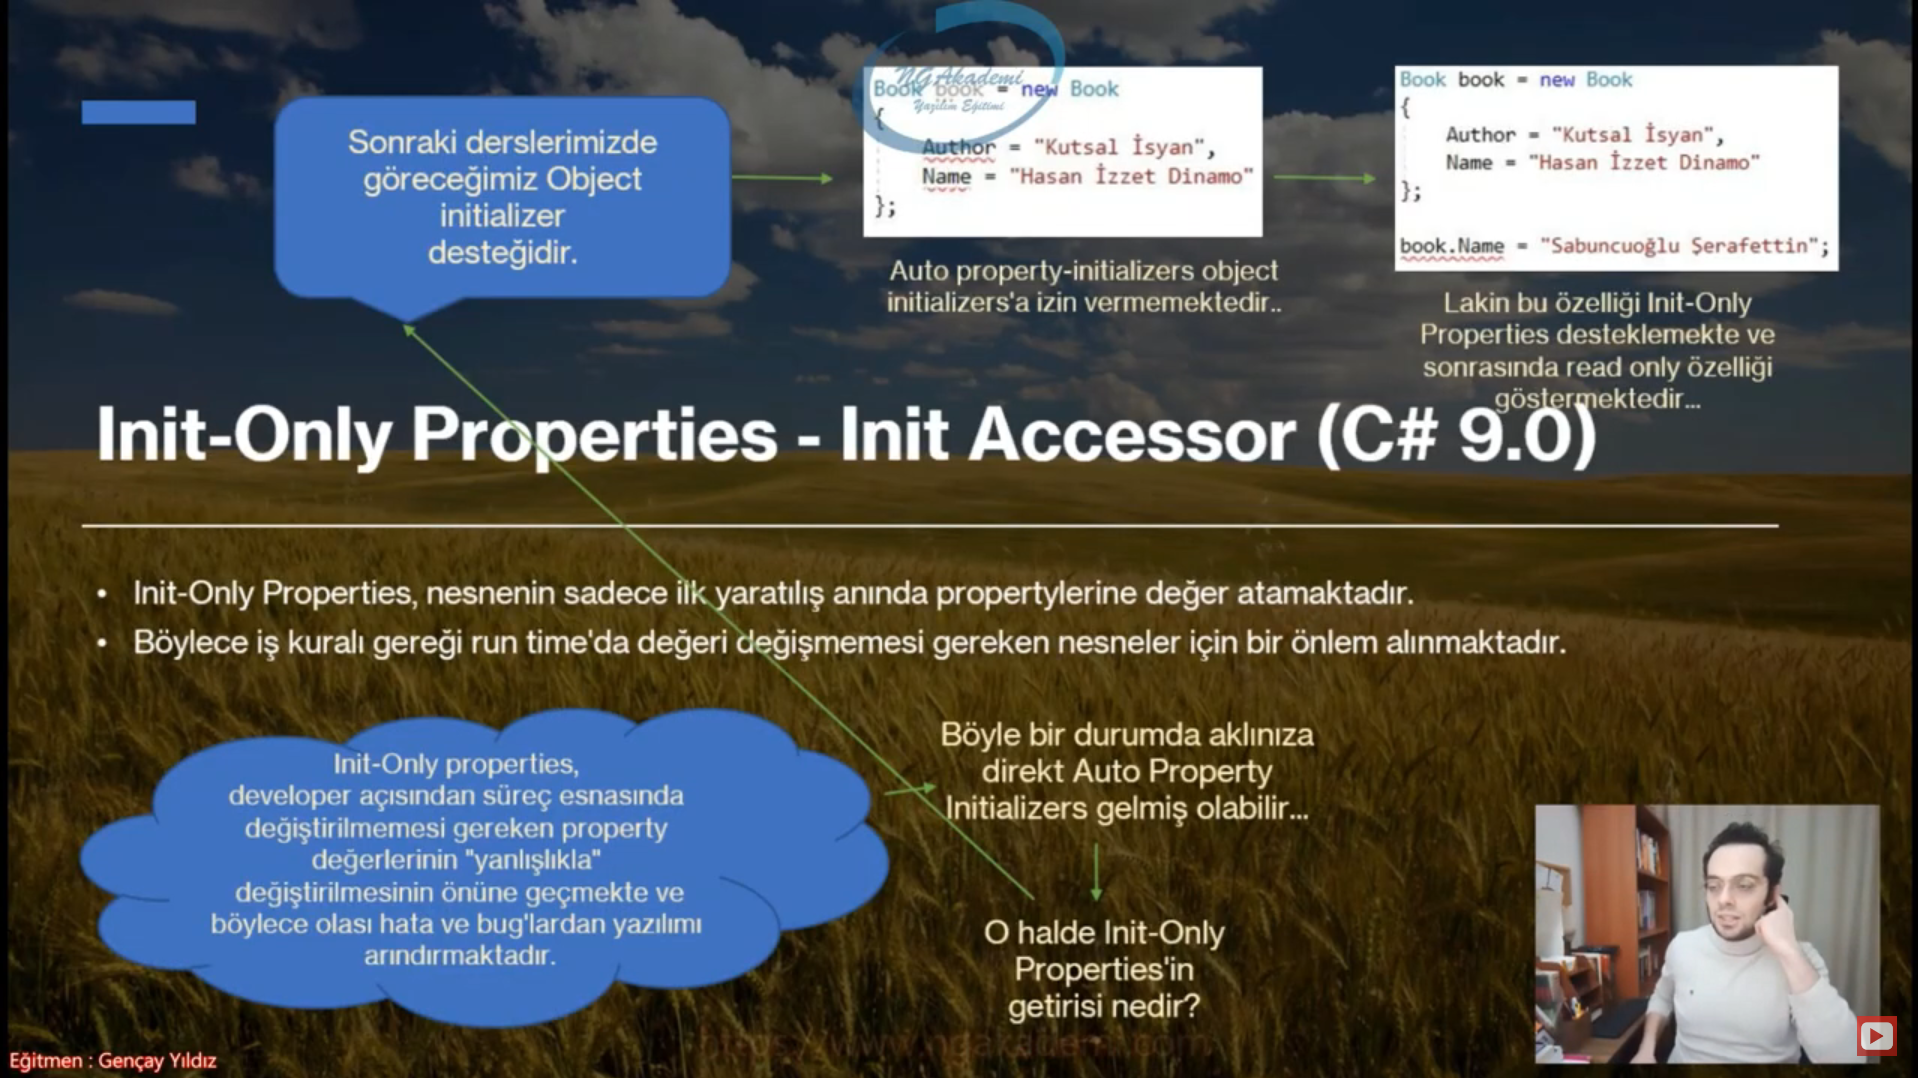 NG Akademi
Yazılım Eğitimi
Sonraki derslerimizde
göreceğimiz Object
initializer
desteğidir.
Book book = new Book
{
Author = "Kutsal İsyan",
Name = "Hasan İzzet Dinamo"
};
Auto property-initializers object
initializers'a izin vermemektedir..
Book book = new Book
{
Author = "Kutsal İsyan",
Name = "Hasan İzzet Dinamo"
};
book.Name = "Sabuncuoğlu Şerafettin";
Lakin bu özelliği Init-Only
Properties desteklemekte ve
sonrasında read only özelliği
göstermektedir...
Init-Only Properties - Init Accessor (C# 9.0)
• Init-Only Properties, nesnenin sadece ilk yaratılış anında propertylerine değer atamaktadır.
• Böylece iş kuralı gereği run time'da değeri değişmemesi gereken nesneler için bir önlem alınmaktadır.
Init-Only properties,
developer açısından süreç esnasında
değiştirilmemesi gereken property
değerlerinin "yanlışlıkla"
değiştirilmesinin önüne geçmekte ve
böylece olası hata ve bug'lardan yazılımı
arındırmaktadır.
Böyle bir durumda aklınıza
direkt Auto Property
Initializers gelmiş olabilir...
O halde Init-Only
Properties'in
getirisi nedir?
Eğitmen : Gençay Yıldız